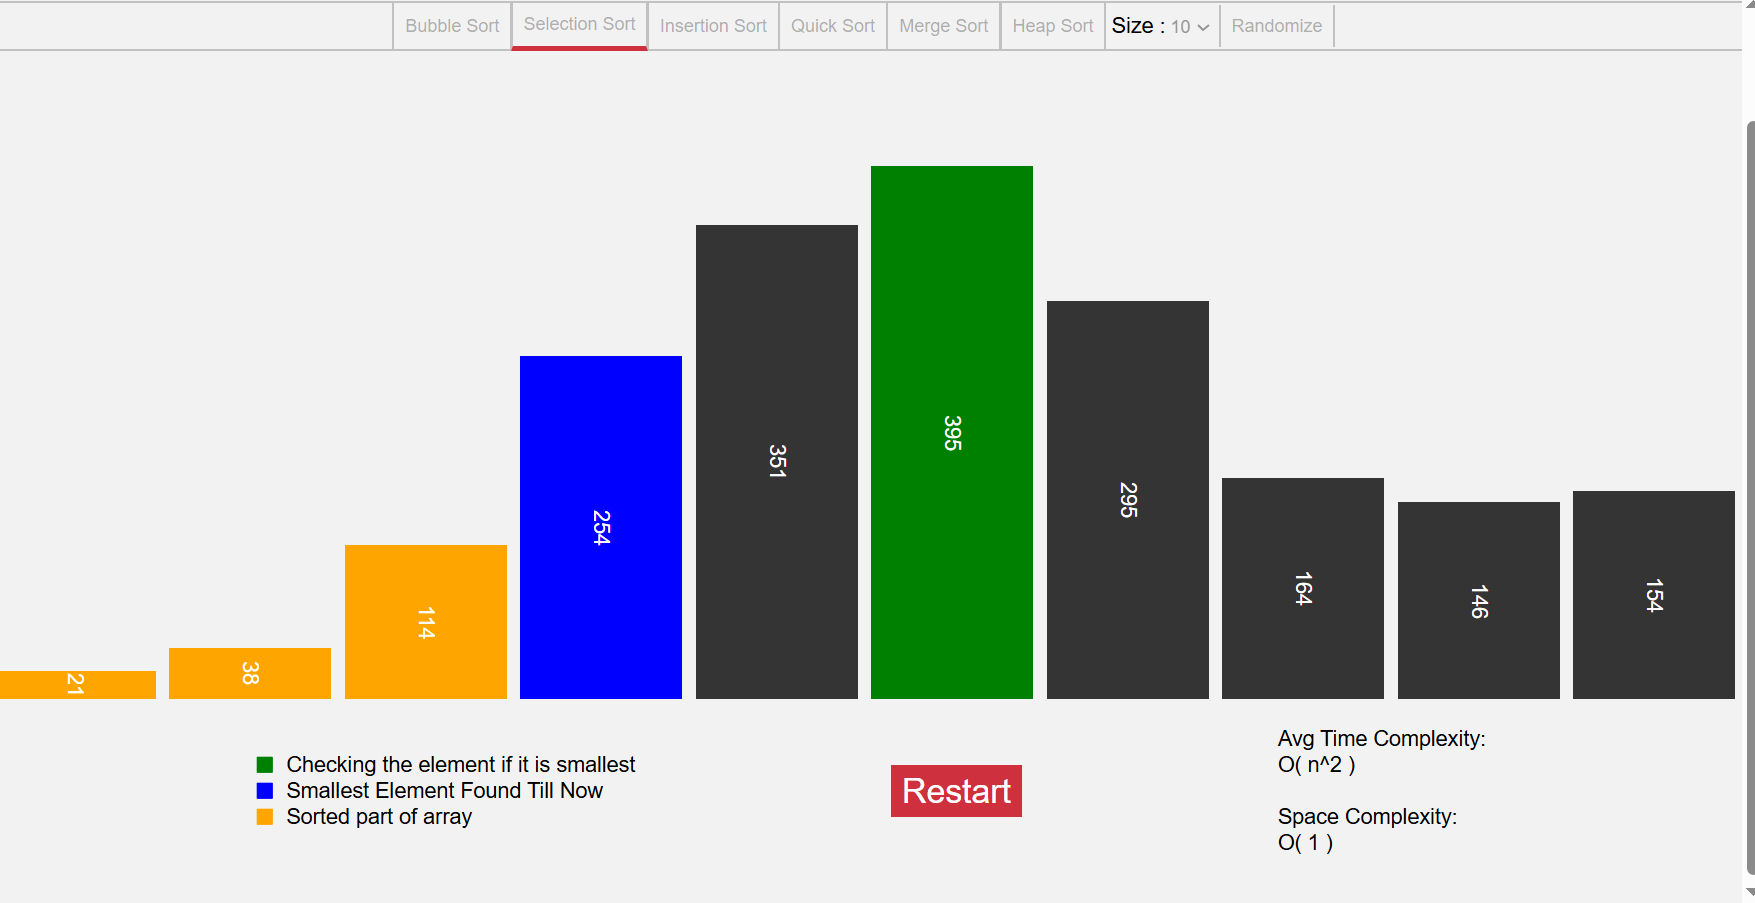 Bubble Sort
Selection Sort
Insertion Sort
Quick Sort
Merge Sort
Heap Sort
Size : 10
Randomize
21
38
114
254
351
395
295
164
146
154
Checking the element if it is smallest
Smallest Element Found Till Now
Sorted part of array
Restart
Avg Time Complexity:
O( n^2 )
Space Complexity:
O( 1 )